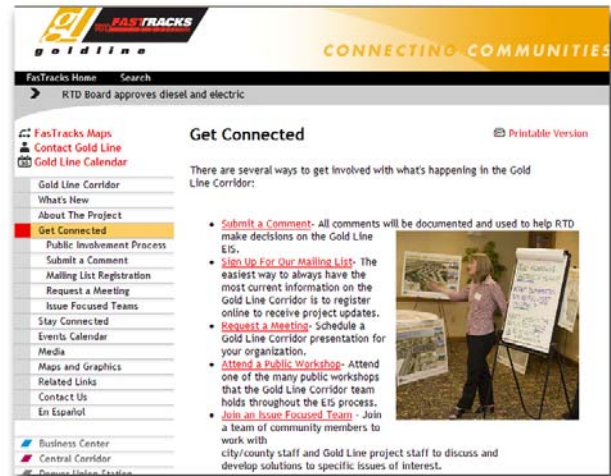 FASTRACKS
goldline
CONNECTING COMMUNITIES
FasTracks Home Search
RTD Board approves diesel and electric
FasTracks Maps
Contact Gold Line
Gold Line Calendar
Gold Line Corridor
What's New
About The Project
Get Connected
Public Involvement Process
Submit a Comment
Mailing List Registration
Request a Meeting
Issue Focused Teams
Stay Connected
Events Calendar
Media
Maps and Graphics
Related Links
Contact Us
En Español
Business Center
Central Corridor
Denver Union Station
Get Connected
Printable Version
There are several ways to get involved with what's happening in the Gold
Line Corridor:
• Submit a Comment- All comments will be documented and used to help RTD
make decisions on the Gold Line
EIS.
• Sign Up For Our Mailing List- The
easiest way to always have the
most current information on the
Gold Line Corridor is to register
online to receive project updates.
• Request a Meeting- Schedule a
Gold Line Corridor presentation for
your organization.
• Attend a Public Workshop- Attend
one of the many public workshops
that the Gold Line Corridor team
holds throughout the EIS process.
• Join an Issue Focused Team - Join
a team of community members to
work with
city/county staff and Gold Line project staff to discuss and
develop solutions to specific issues of interest.